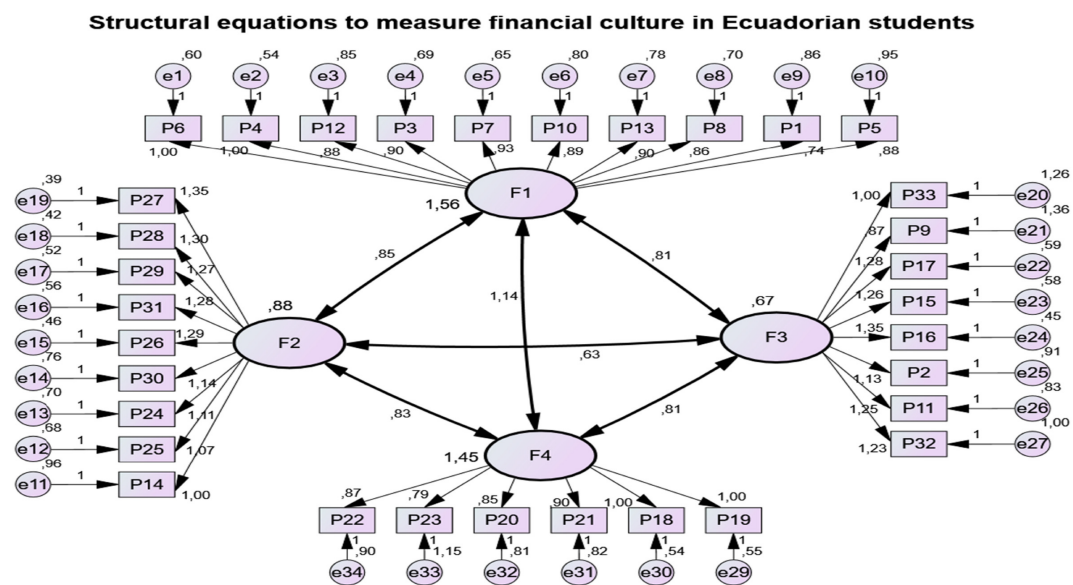 Structural equations to measure financial culture in Ecuadorian students
,60 ,54 ,85 ,69 ,65 ,80 ,78 ,70 ,86 ,95
e1 e2 e3 e4 e5 e6 e7 e8 e9 e10
1 1 1 1 1 1 1 1 1 1
P6 P4 P12 P3 P7 P10 P13 P8 P1 P5
1,00 1,00 ,88 ,90 ,93 ,89 ,90 ,86 ,74 ,88
F1
1,56
,85
,81
1,14
,39
e19 1 P27 1,35
,42
e18 1 P28 1,30
,52
e17 1 P29 1,27
,56
e16 1 P31 1,28
,46
e15 1 P26 1,29
,76
e14 1 P30 1,14
,70
e13 1 P24 1,11
,68
e12 1 P25 1,07
,96
e11 1 P14 1,00
,88
F2
,63
,67
F3
1,26
1,00 P33 1 e20
1,36
,87 P9 1 e21
,59
1,28 P17 1 e22
,58
1,26 P15 1 e23
,45
1,35 P16 1 e24
,91
1,13 P2 1 e25
,83
1,25 P11 1 e26
1,00
1,23 P32 1 e27
,83
,81
1,45
F4
,87 ,79 ,85 ,90 1,00 1,00
P22 P23 P20 P21 P18 P19
1 1 1 1 1 1
,90 1,15 ,81 ,82 ,54 ,55
e34 e33 e32 e31 e30 e29